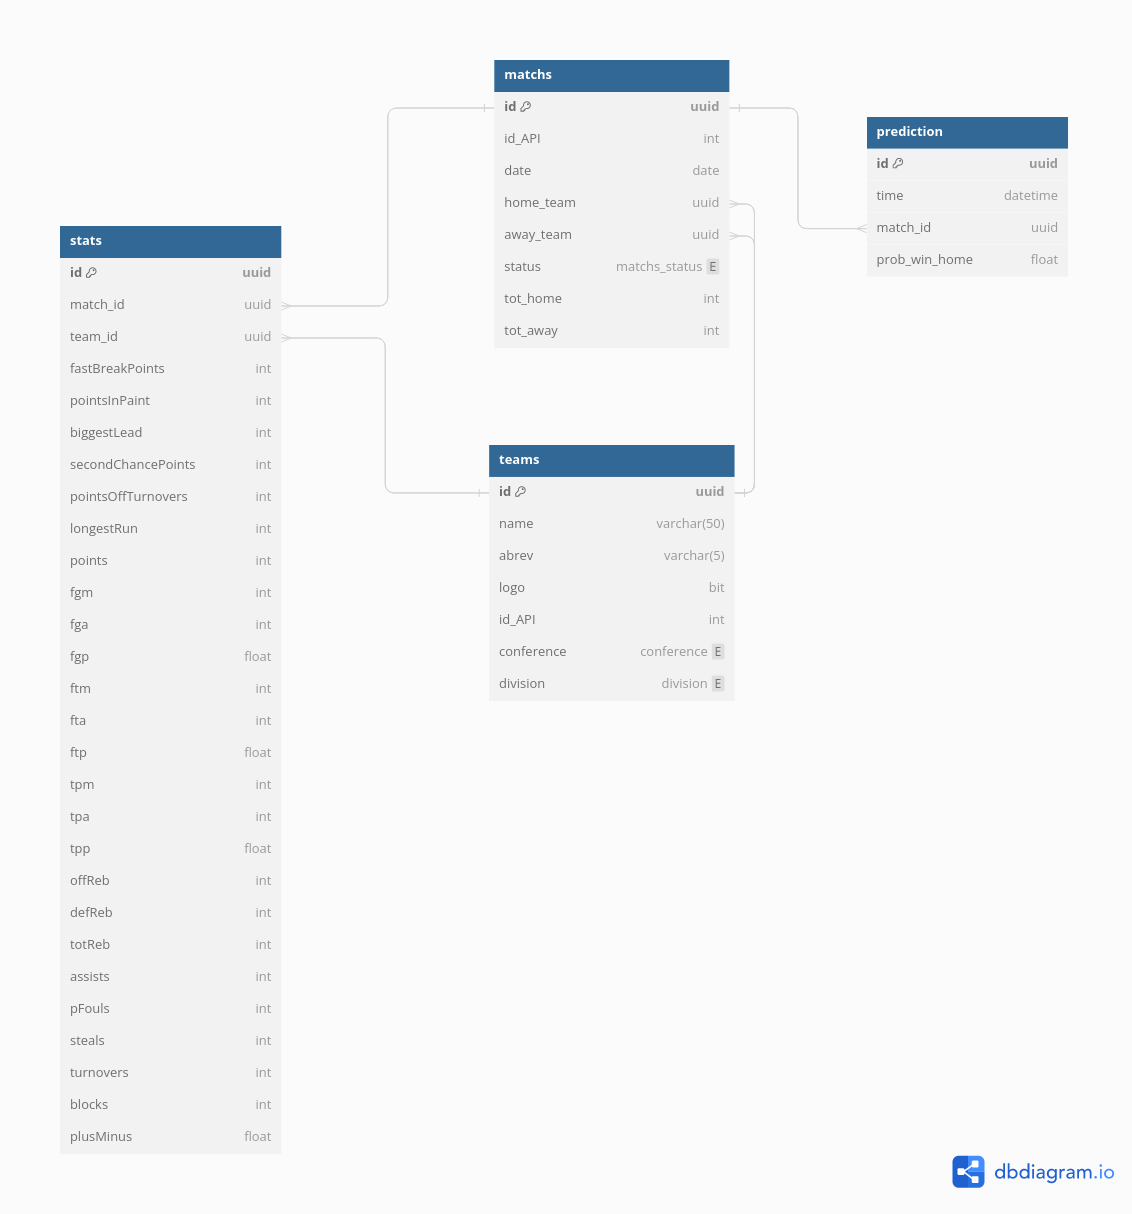 matchs
id uuid
id_API int
date date
home_team uuid
away_team uuid
status matchs_status E
tot_home int
tot_away int
prediction
id uuid
time datetime
match_id uuid
prob_win_home float
stats
id uuid
match_id uuid
team_id uuid
fastBreakPoints int
pointsInPaint int
biggestLead int
secondChancePoints int
pointsOffTurnovers int
longestRun int
points int
fgm int
fga int
fgp float
ftm int
fta int
ftp float
tpm int
tpa int
tpp float
offReb int
defReb int
totReb int
assists int
pFouls int
steals int
turnovers int
blocks int
plusMinus float
teams
id uuid
name varchar(50)
abrev varchar(5)
logo bit
id_API int
conference conference E
division division E
dbdiagram.io